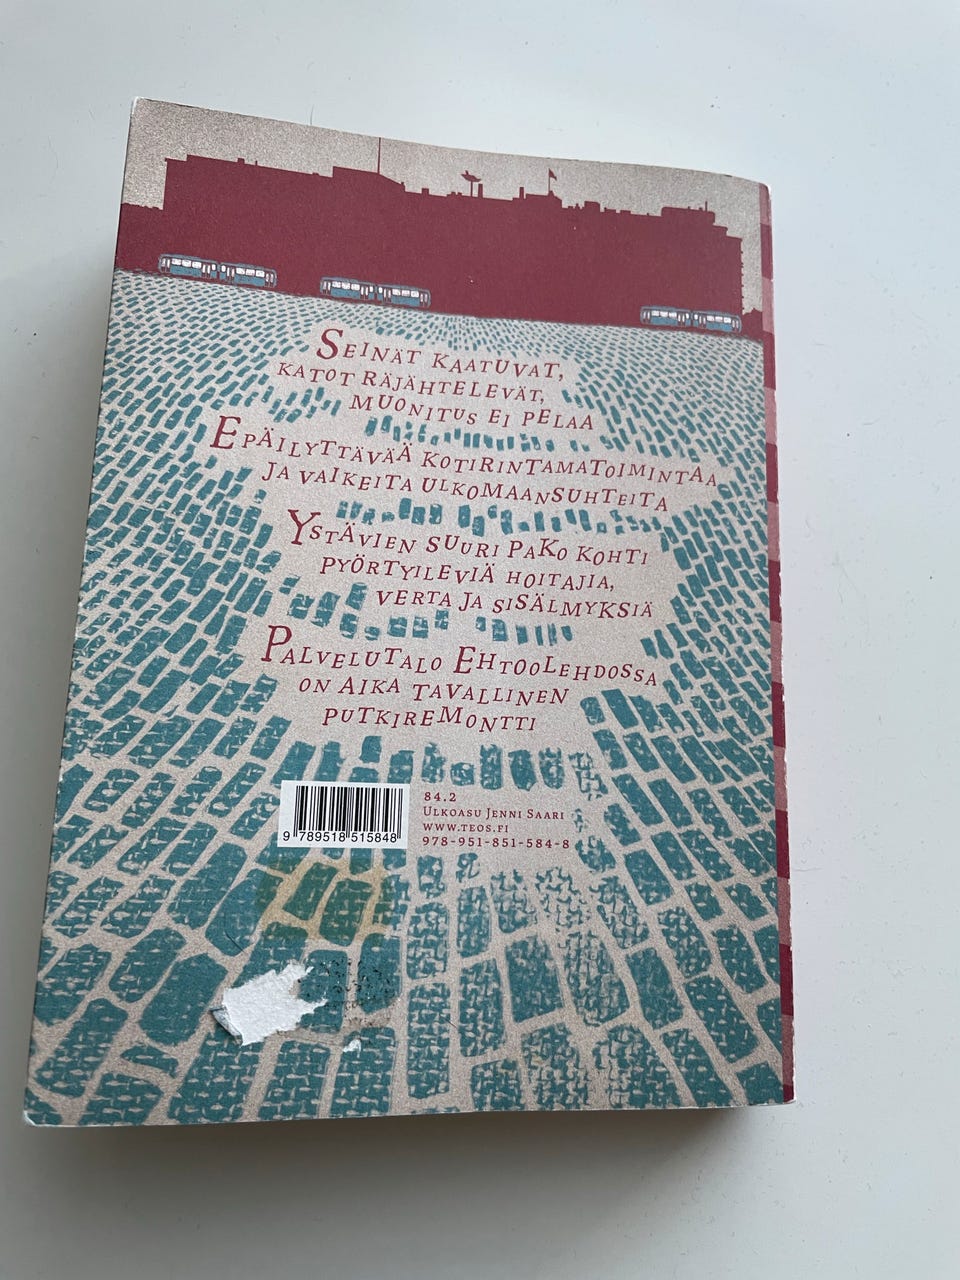 Seinät kaatuvat,
katot räjähtelevät,
muonitus ei pelaa
Epäilyttävää kotirintamatoimintaa
ja vaikeita ulkomaansuhteita
Ystävien suuri pako kohti
pyörtyileviä hoitajia,
verta ja sisälmyksiä
Palvelutalo Ehtoolehdossa
on aika tavallinen
putkiremontti
84.2
Ulkoasu Jenni Saari
www.teos.fi
978-951-851-584-8
9 789518 515848